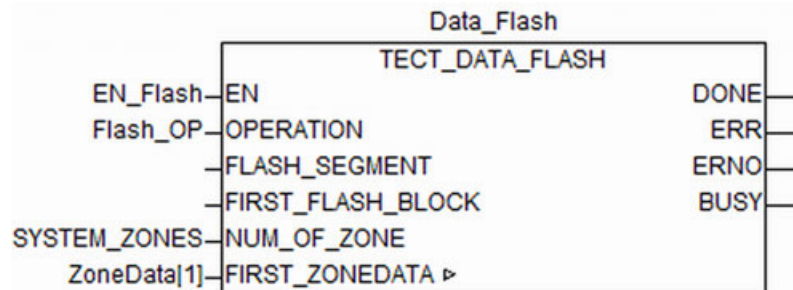 Data_Flash
TECT_DATA_FLASH
EN_Flash EN DONE
Flash_OP OPERATION ERR
FLASH_SEGMENT ERNO
FIRST_FLASH_BLOCK BUSY
SYSTEM_ZONES NUM_OF_ZONE
ZoneData[1] FIRST_ZONEDATA ▹